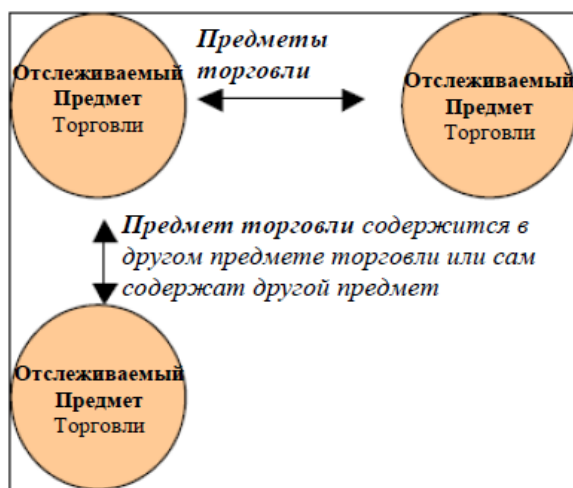 Отслеживаемый
Предмет
Торговли
Предметы
торговли
Отслеживаемый
Предмет
Торговли
Предмет торговли содержится в
другом предмете торговли или сам
содержат другой предмет
Отслеживаемый
Предмет
Торговли